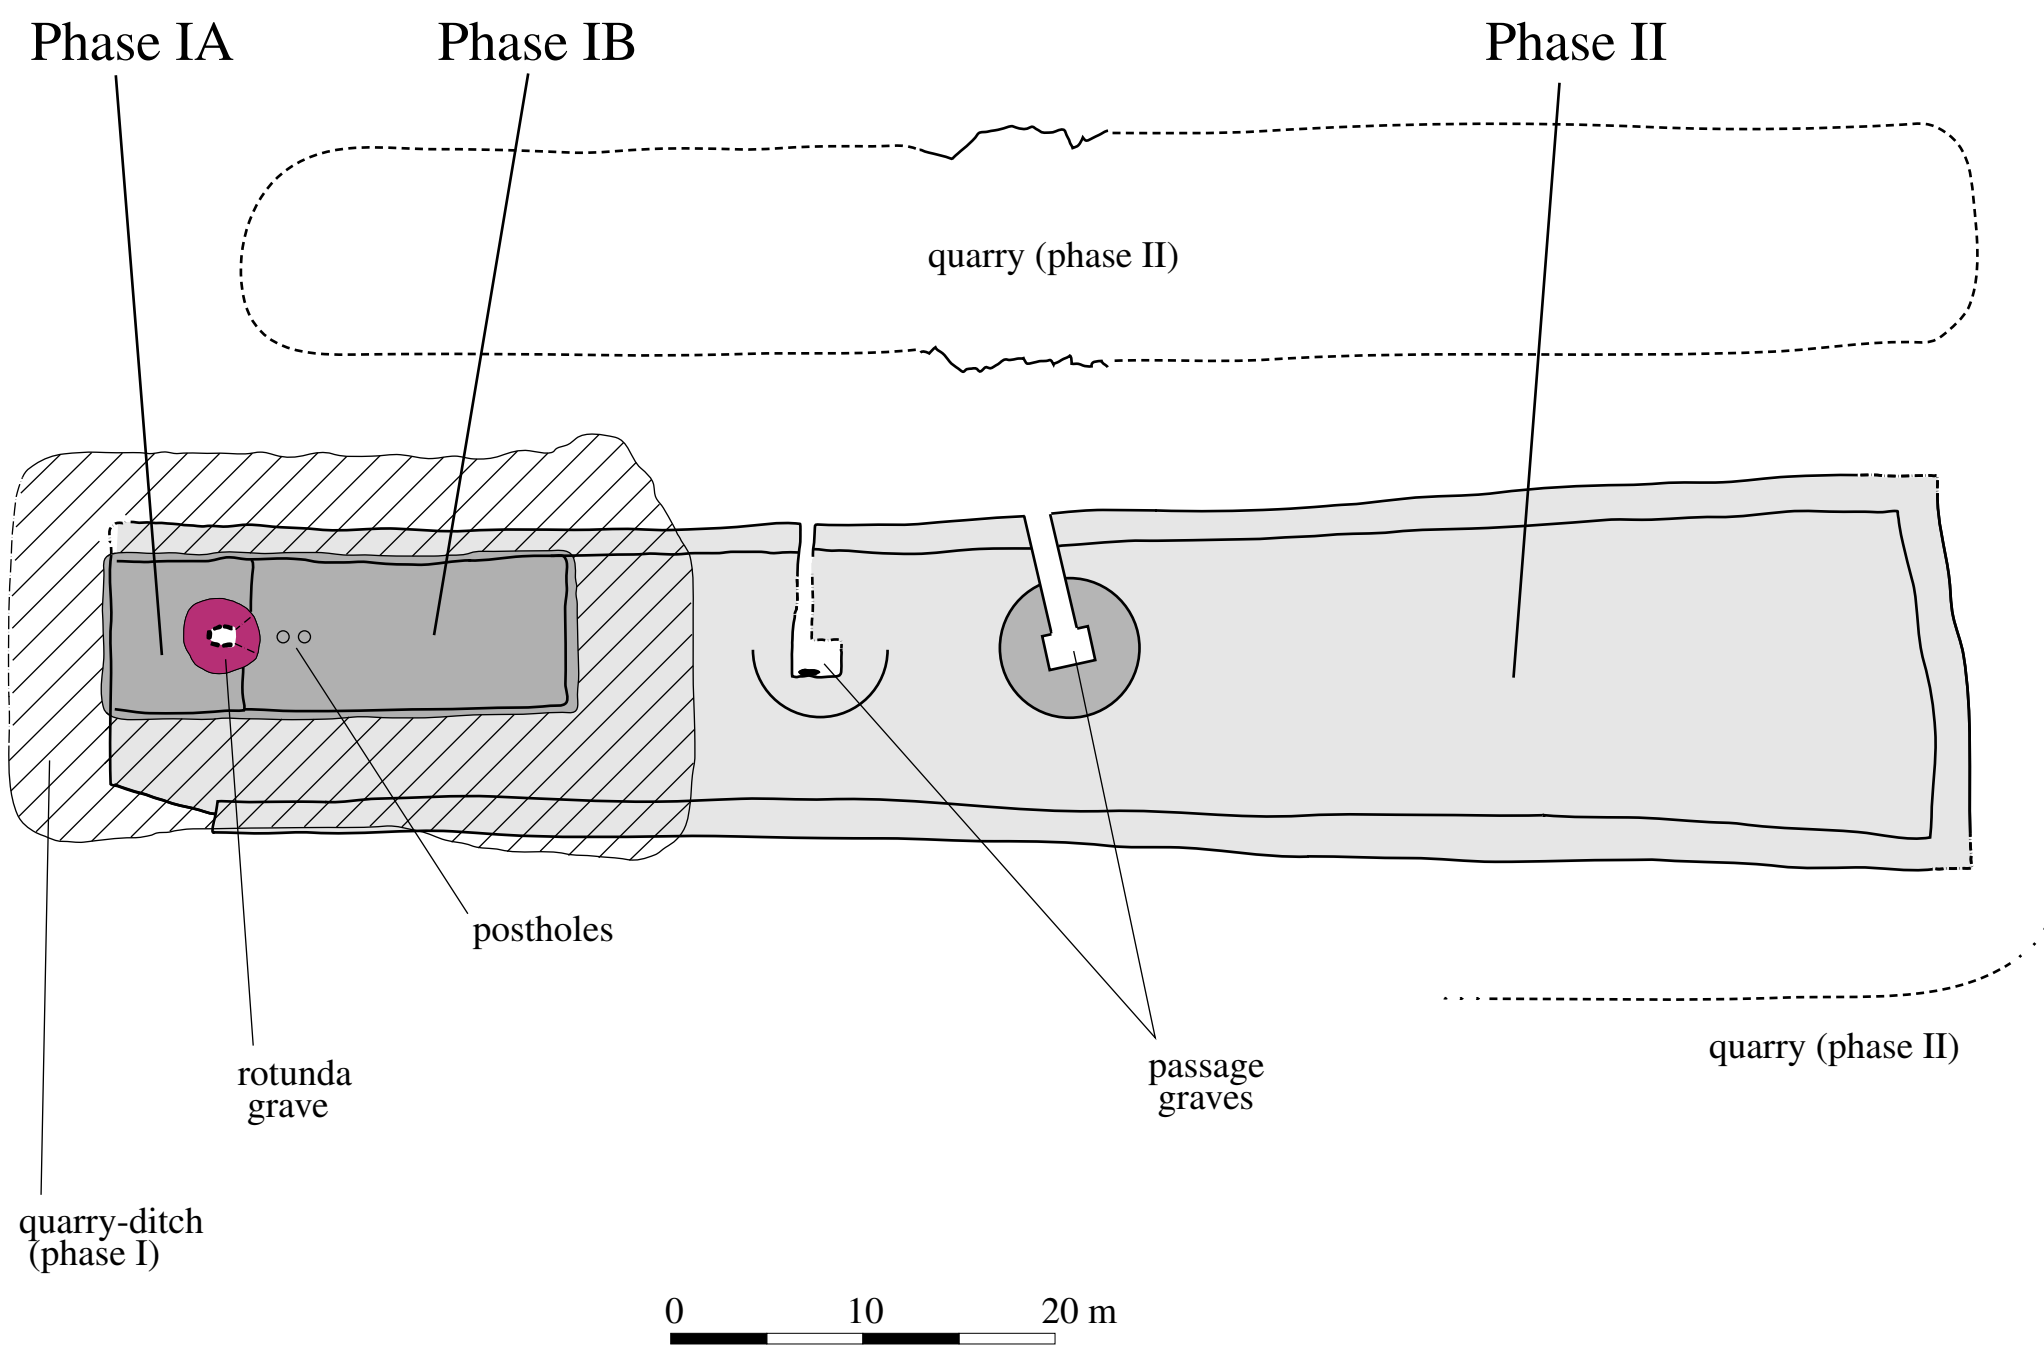 Phase IA
Phase IB
Phase II
quarry (phase II)
postholes
quarry (phase II)
rotunda
grave
passage
graves
quarry-ditch
(phase I)
0 10 20 m